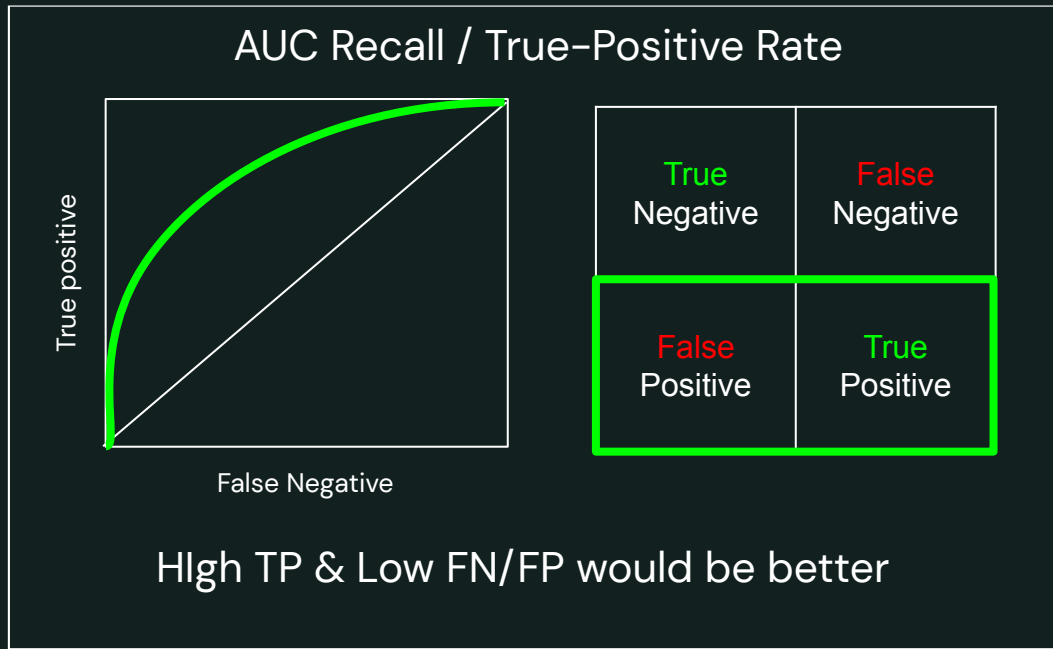 AUC Recall / True-Positive Rate
True positive
False Negative
True
Negative
False
Negative
False
Positive
True
Positive
HIgh TP & Low FN/FP would be better